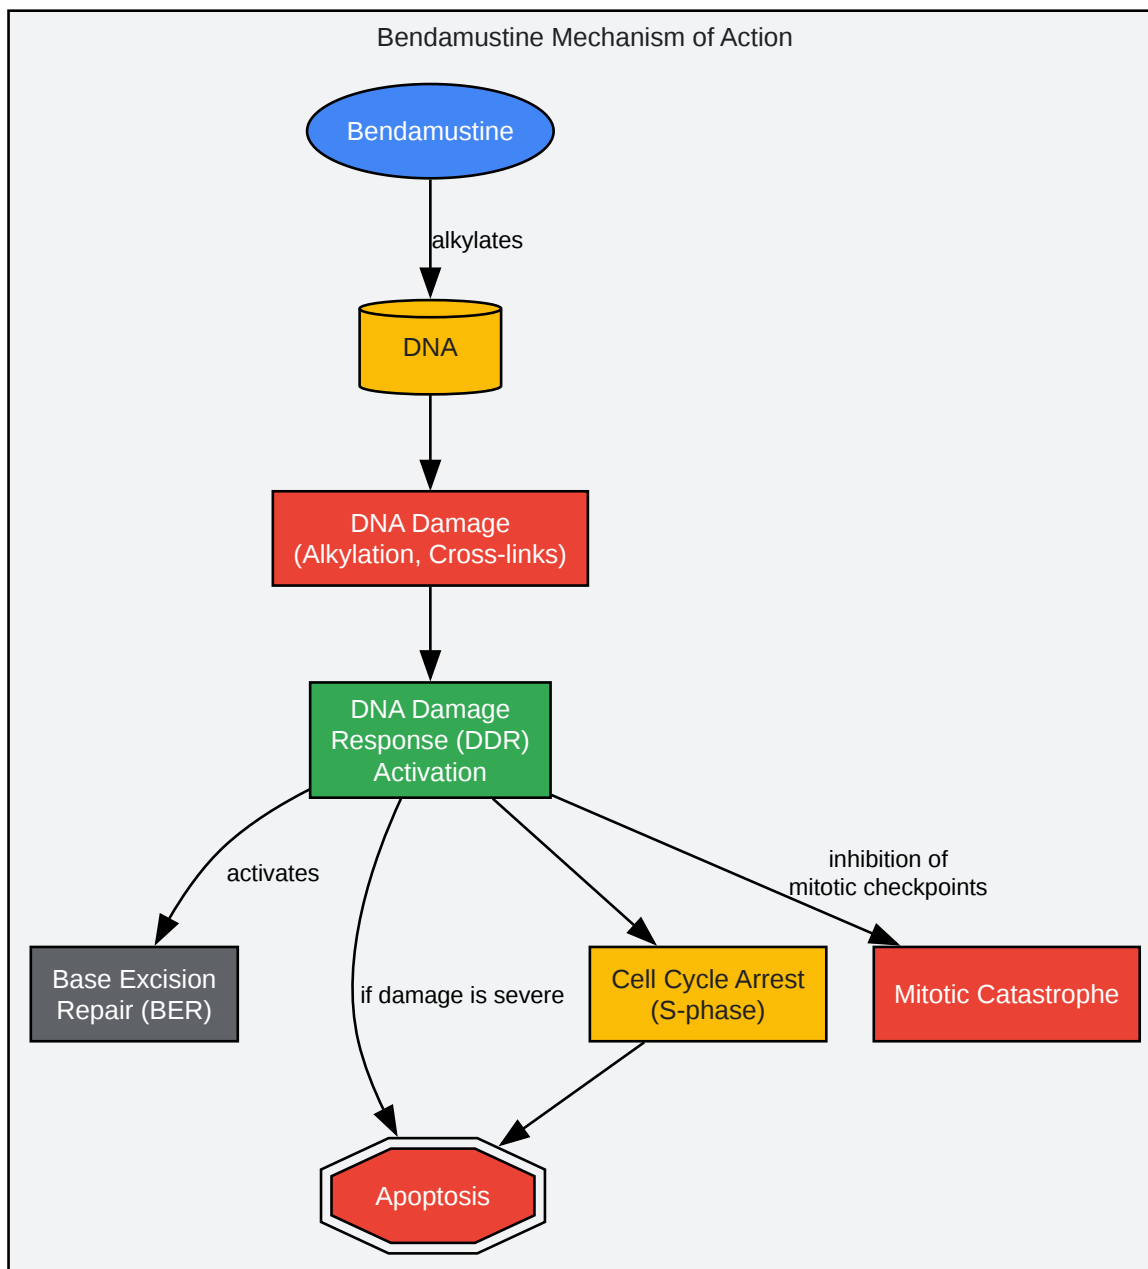 Bendamustine Mechanism of Action
Bendamustine
alkylates
DNA
DNA Damage
(Alkylation, Cross-links)
DNA Damage
Response (DDR)
Activation
activates
inhibition of
mitotic checkpoints
if damage is severe
Base Excision
Repair (BER)
Cell Cycle Arrest
(S-phase)
Mitotic Catastrophe
Apoptosis